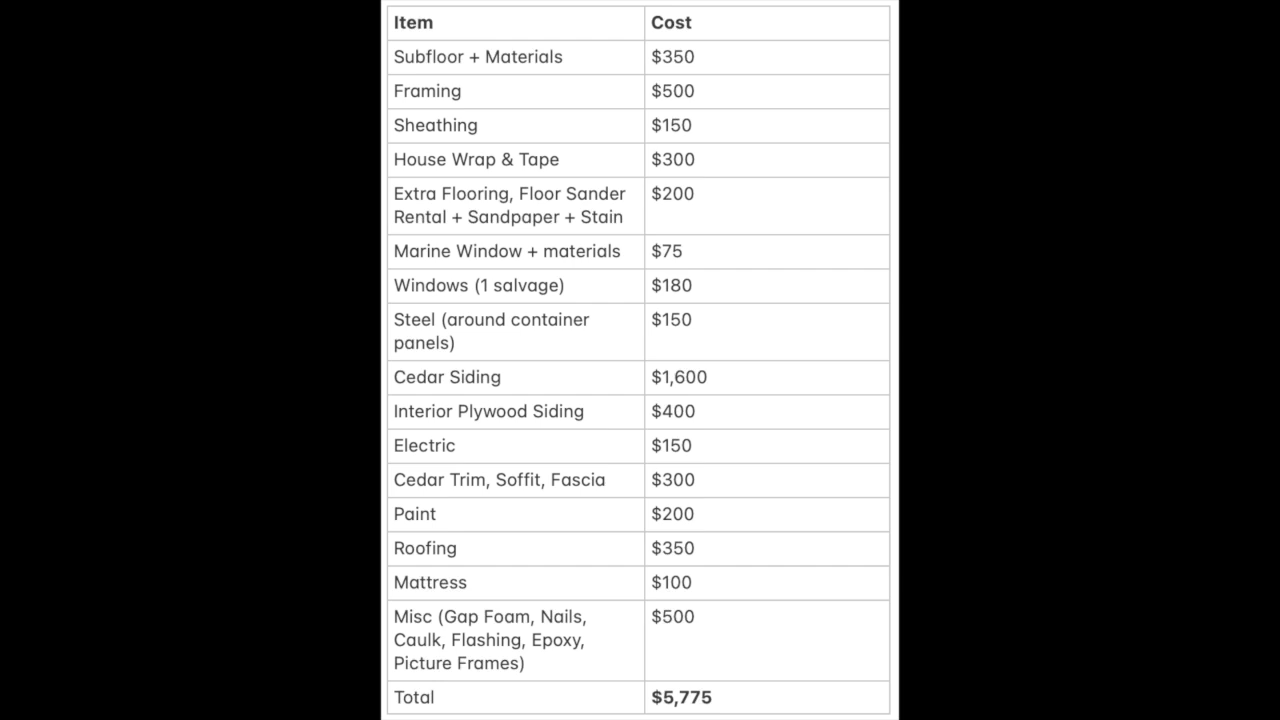 Item Cost
Subfloor + Materials $350
Framing $500
Sheathing $150
House Wrap & Tape $300
Extra Flooring, Floor Sander $200
Rental + Sandpaper + Stain
Marine Window + materials $75
Windows (1 salvage) $180
Steel (around container $150
panels)
Cedar Siding $1,600
Interior Plywood Siding $400
Electric $150
Cedar Trim, Soffit, Fascia $300
Paint $200
Roofing $350
Mattress $100
Misc (Gap Foam, Nails, $500
Caulk, Flashing, Epoxy,
Picture Frames)
Total $5,775